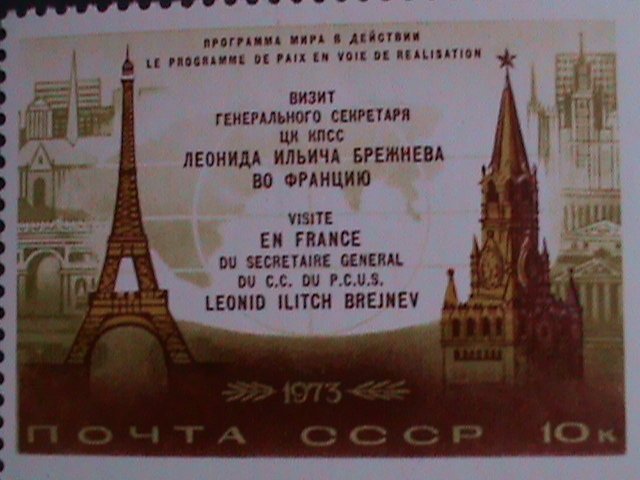 ПРОГРАММА МИРА В ДЕЙСТВИИ
LE PROGRAMME DE PAIX EN VOIE DE REALISATION
ВИЗИТ
ГЕНЕРАЛЬНОГО СЕКРЕТАРЯ
ЦК КПСС
ЛЕОНИДА ИЛЬИЧА БРЕЖНЕВА
ВО ФРАНЦИЮ
VISITE
EN FRANCE
DU SECRETAIRE GENERAL
DU C.C. DU P.C.U.S.
LEONID ILITCH BREJNEV
1973
ПОЧТА СССР 10к